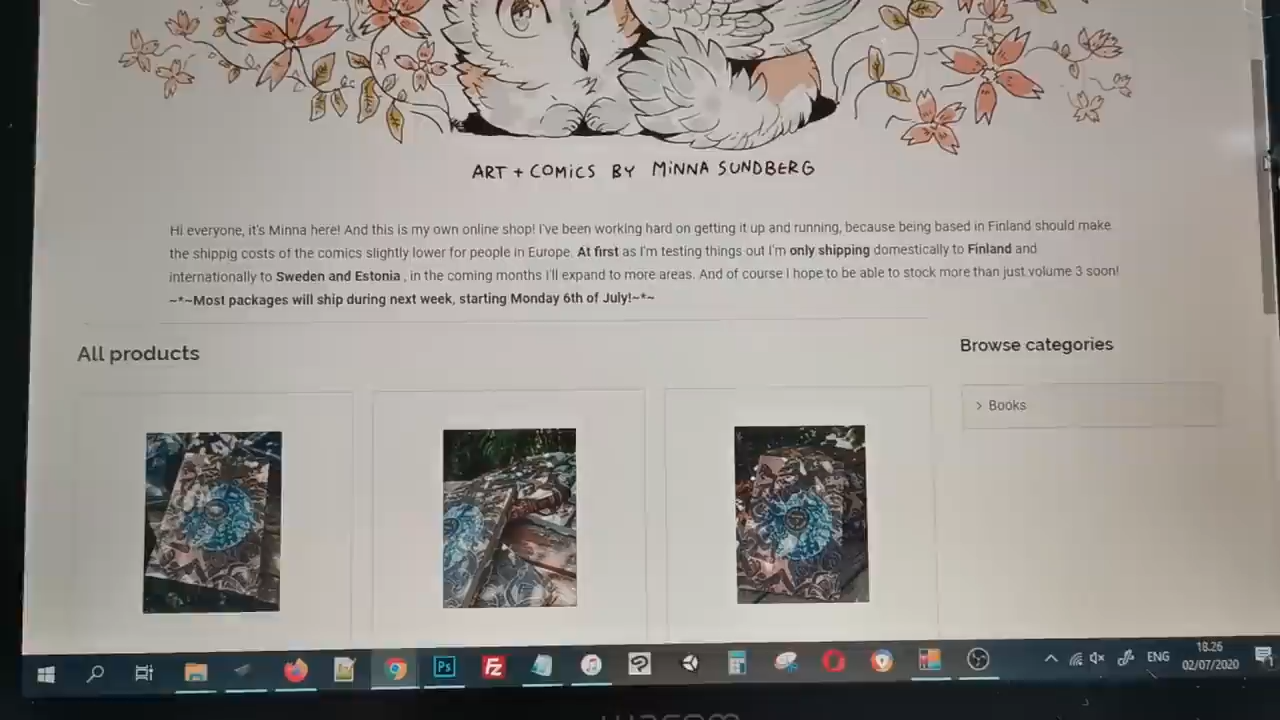 ART + COMICS BY MINNA SUNDBERG
Hi everyone, it's Minna here! And this is my own online shop! I've been working hard on getting it up and running, because being based in Finland should make
the shippig costs of the comics slightly lower for people in Europe. At first as I'm testing things out I'm only shipping domestically to Finland and
internationally to Sweden and Estonia , in the coming months I'll expand to more areas. And of course I hope to be able to stock more than just volume 3 soon!
~*~Most packages will ship during next week, starting Monday 6th of July!~*~
All products
Browse categories
> Books
Ps
Fz
ENG
18.26
02/07/2020
1
wacom